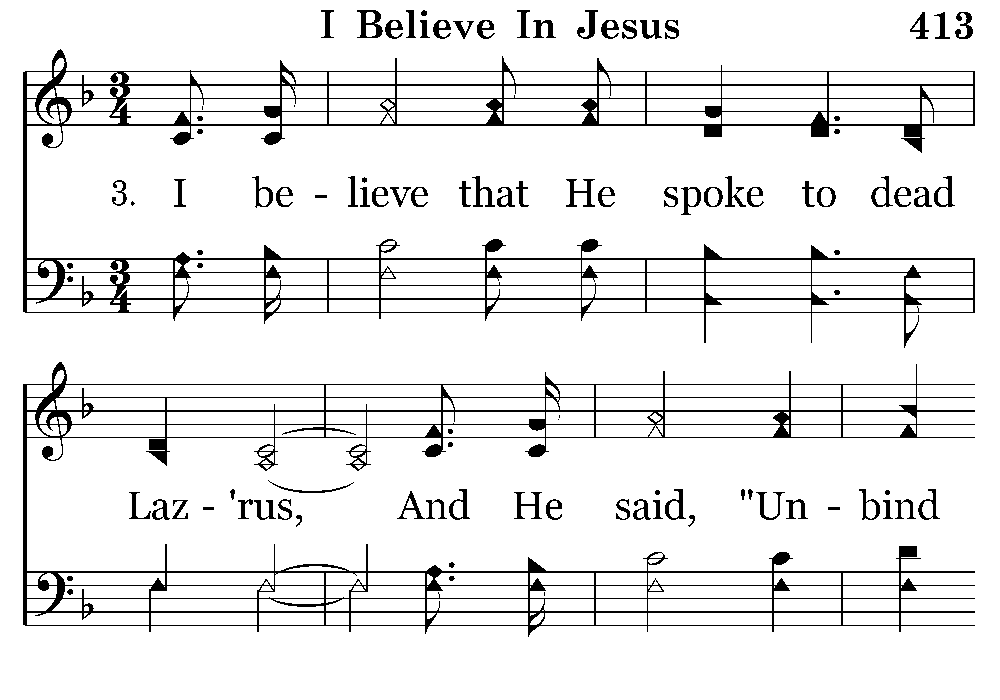 I Believe In Jesus 413
3. I be - lieve that He spoke to dead
Laz - 'rus, And He said, "Un - bind